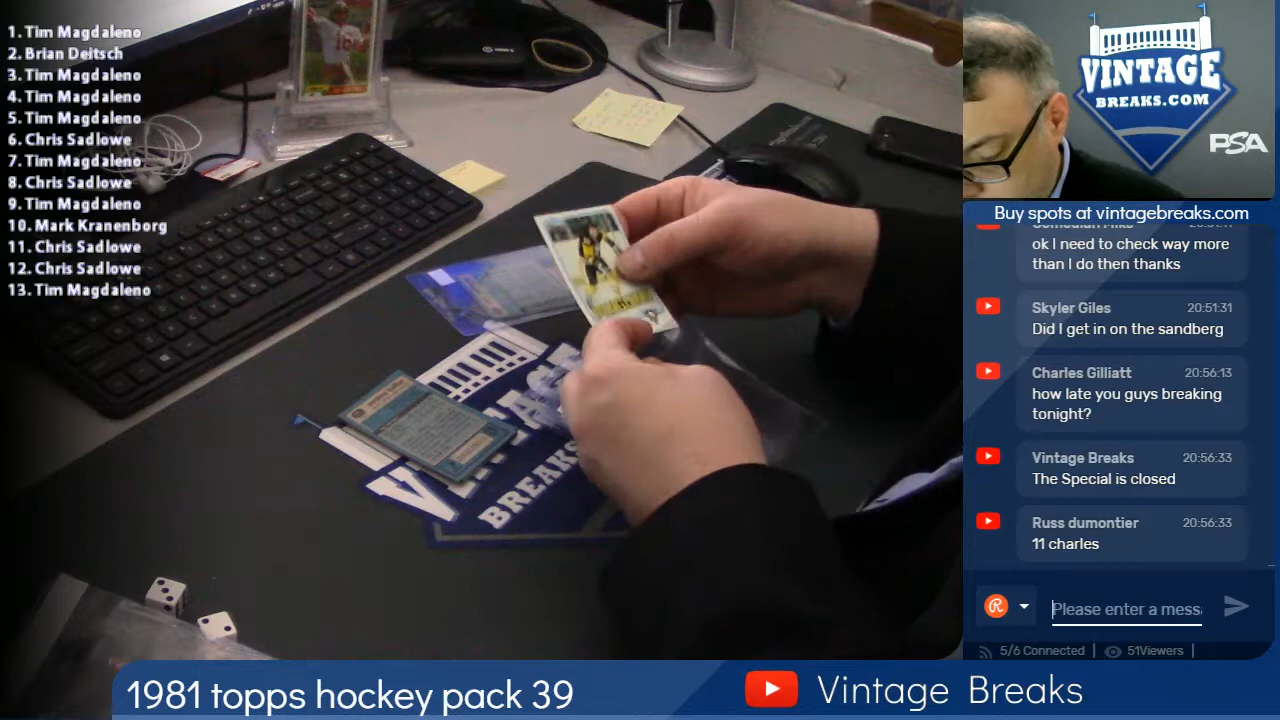 1. Tim Magdaleno
2. Brian Deitsch
3. Tim Magdaleno
4. Tim Magdaleno
5. Tim Magdaleno
6. Chris Sadlowe
7. Tim Magdaleno
8. Chris Sadlowe
9. Tim Magdaleno
10. Mark Kranenborg
11. Chris Sadlowe
12. Chris Sadlowe
13. Tim Magdaleno
VINTAGE
BREAKS.COM
PSA
Buy spots at vintagebreaks.com
ok I need to check way more
than I do then thanks
Skyler Giles 20:51:31
Did I get in on the sandberg
Charles Gilliatt 20:56:13
how late you guys breaking
tonight?
Vintage Breaks 20:56:33
The Special is closed
Russ dumontier 20:56:33
11 charles
Please enter a messa
5/6 Connected | 51Viewers |
BREAKS
1981 topps hockey pack 39
Vintage Breaks